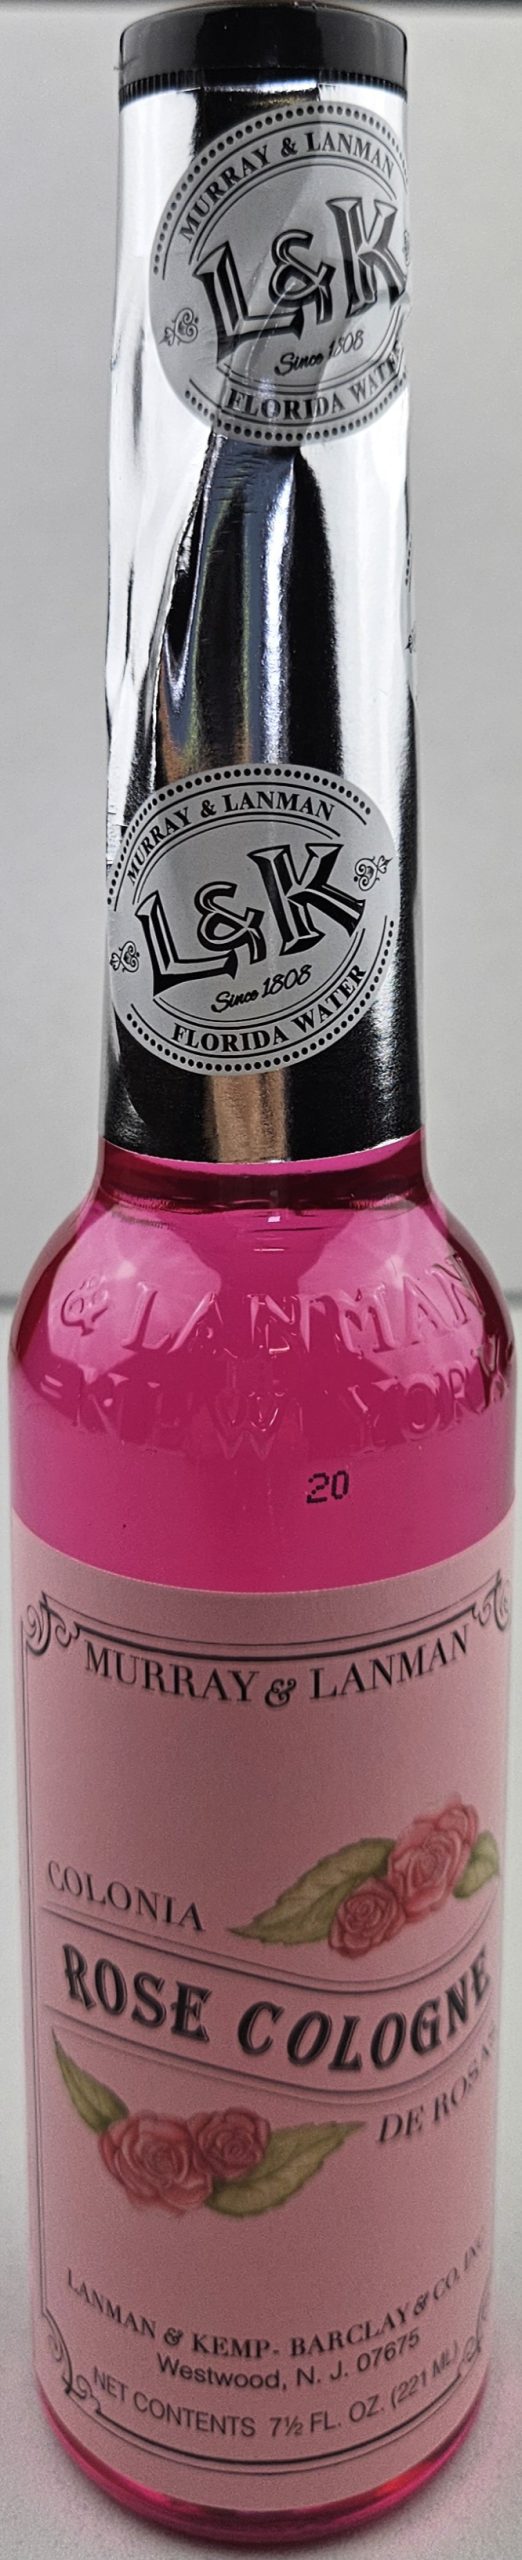 MURRAY & LANMAN
L&K
Since 1808
FLORIDA WATER
MURRAY & LANMAN
L&K
Since 1808
FLORIDA WATER
& LANMAN
NEW YORK
20
MURRAY & LANMAN
COLONIA
ROSE COLOGNE
DE ROSAS
LANMAN & KEMP- BARCLAY & CO. INC
Westwood, N. J. 07675
NET CONTENTS 7½ FL. OZ. (221 ML)